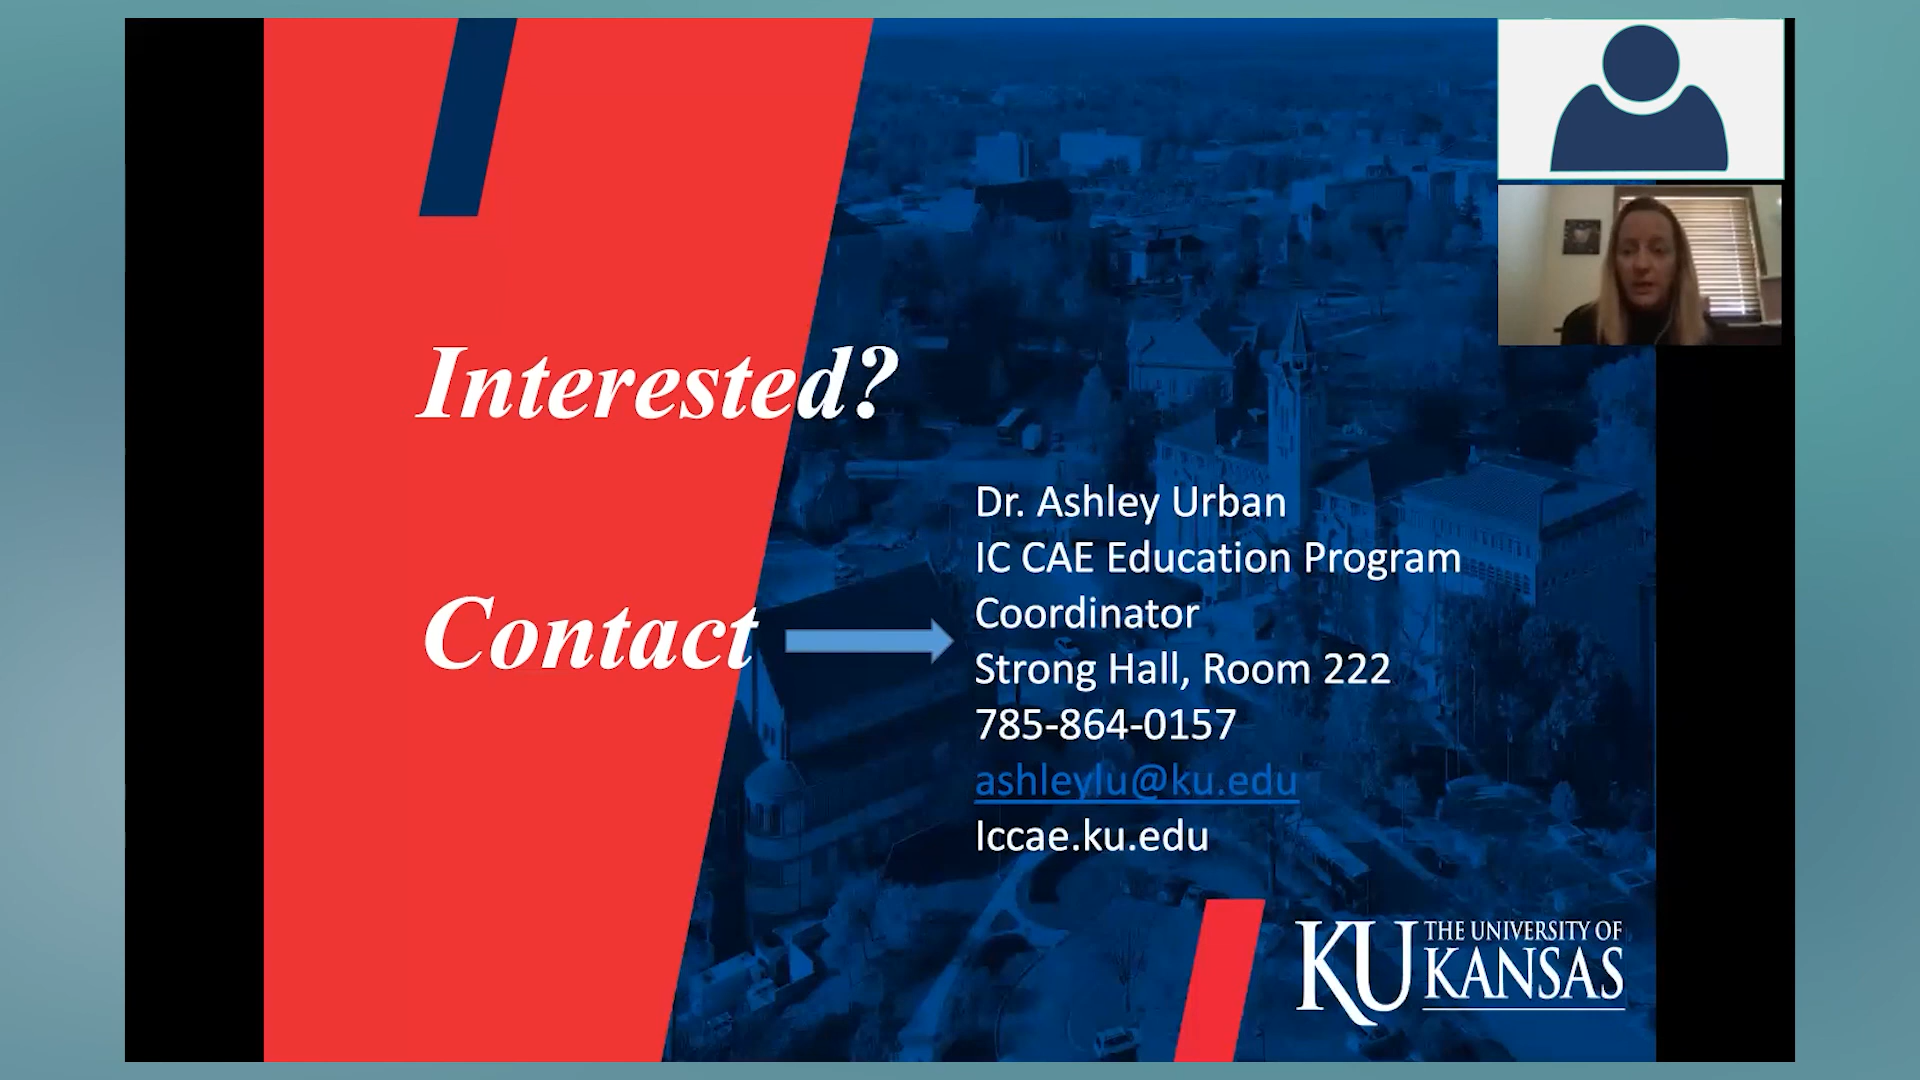 Interested?
Contact
Dr. Ashley Urban
IC CAE Education Program
Coordinator
Strong Hall, Room 222
785-864-0157
ashleylu@ku.edu
Iccae.ku.edu
KU THE UNIVERSITY OF
KANSAS